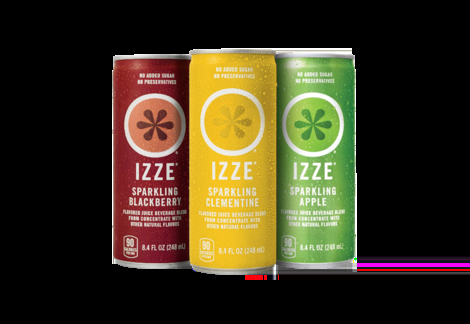 NO ADDED SUGAR
NO PRESERVATIVES
IZZE
SPARKLING
BLACKBERRY
FLAVORED JUICE BEVERAGE BLEND
FROM CONCENTRATE WITH
OTHER NATURAL FLAVORS
90
8.4 FL OZ (248 mL)
NO ADDED SUGAR
NO PRESERVATIVES
IZZE
SPARKLING
CLEMENTINE
FLAVORED JUICE BEVERAGE BLEND
FROM CONCENTRATE WITH
OTHER NATURAL FLAVORS
90
8.4 FL OZ (248 mL)
NO ADDED SUGAR
NO PRESERVATIVES
IZZE
SPARKLING
APPLE
FLAVORED JUICE BEVERAGE BLEND
FROM CONCENTRATE WITH
OTHER NATURAL FLAVORS
90
8.4 FL OZ (248 mL)